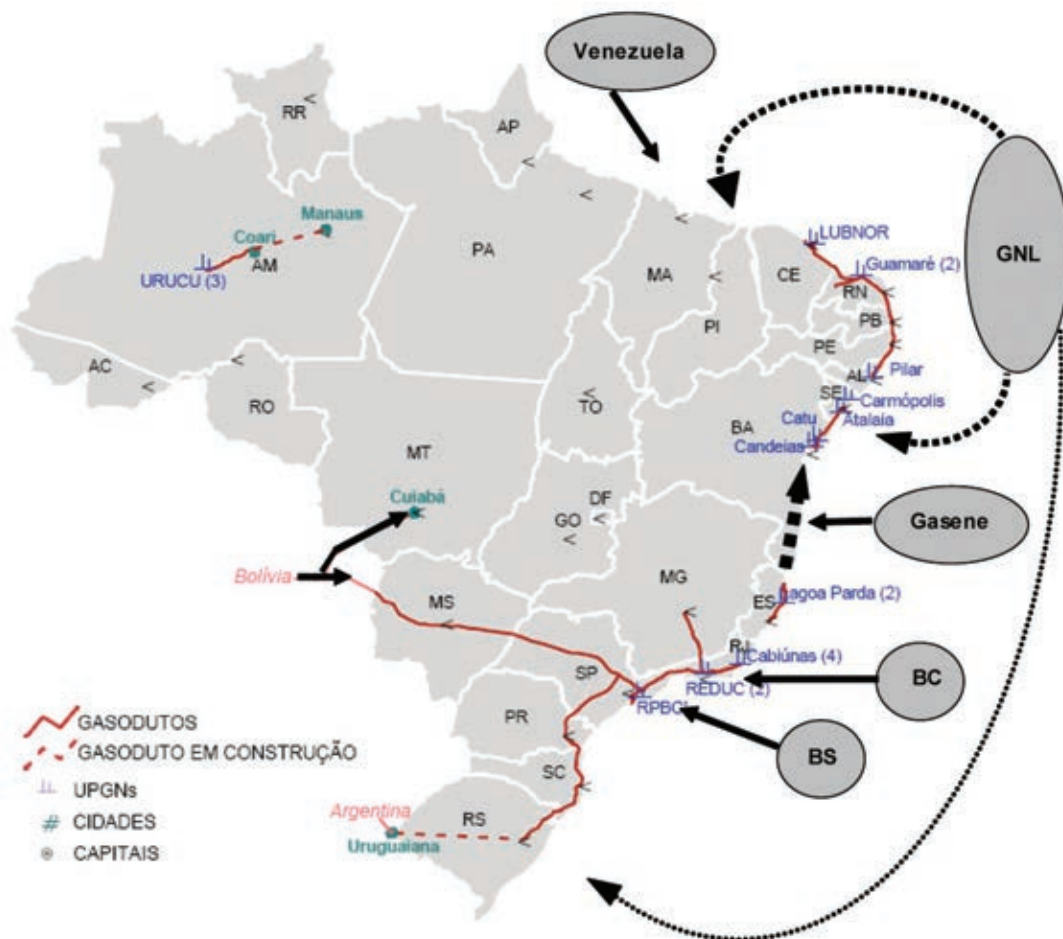 Venezuela
RR
AP
GNL
Manaus
Coari
AM
URUCU (3)
PA
MA
CE
LUBNOR
Guamaré (2)
RN
PB
PI
PE
AC
RO
TO
AL
Pilar
SE
Carmópolis
Atalaía
BA
Catu
Candeias
MT
Cuiabá
DF
GO
Gasene
Bolívia
MS
MG
ES
Lagoa Parda (2)
RJ
Cabiúnas (4)
SP
REDUC (2)
BC
RPBC
BS
PR
SC
GASODUTOS
GASODUTO EM CONSTRUÇÃO
UPGNs
CIDADES
CAPITAIS
Argentina
RS
Uruguaiana